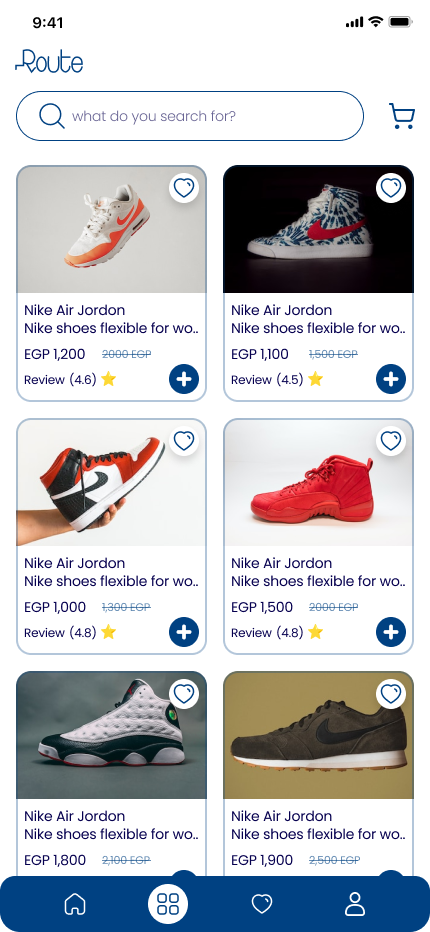 9:41
Route
what do you search for?
Nike Air Jordon
Nike shoes flexible for wo..
EGP 1,200 2000 EGP
Review (4.6)
Nike Air Jordon
Nike shoes flexible for wo..
EGP 1,100 1,500 EGP
Review (4.5)
Nike Air Jordon
Nike shoes flexible for wo..
EGP 1,000 1,300 EGP
Review (4.8)
Nike Air Jordon
Nike shoes flexible for wo..
EGP 1,500 2000 EGP
Review (4.8)
Nike Air Jordon
Nike shoes flexible for wo..
EGP 1,800 2,100 EGP
Nike Air Jordon
Nike shoes flexible for wo..
EGP 1,900 2,500 EGP